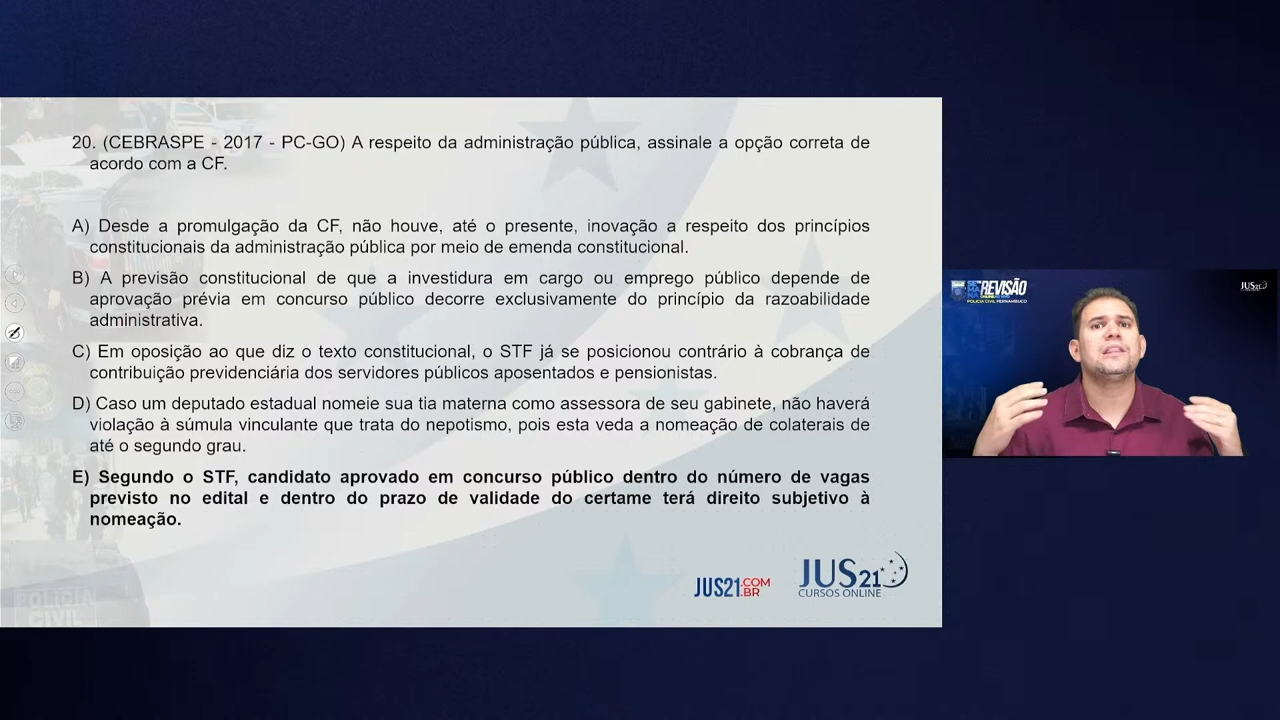 20. (CEBRASPE - 2017 - PC-GO) A respeito da administração pública, assinale a opção correta de
acordo com a CF.
A) Desde a promulgação da CF, não houve, até o presente, inovação a respeito dos princípios
constitucionais da administração pública por meio de emenda constitucional.
B) A previsão constitucional de que a investidura em cargo ou emprego público depende de
aprovação prévia em concurso público decorre exclusivamente do princípio da razoabilidade
administrativa.
C) Em oposição ao que diz o texto constitucional, o STF já se posicionou contrário à cobrança de
contribuição previdenciária dos servidores públicos aposentados e pensionistas.
D) Caso um deputado estadual nomeie sua tia materna como assessora de seu gabinete, não haverá
violação à súmula vinculante que trata do nepotismo, pois esta veda a nomeação de colaterais de
até o segundo grau.
E) Segundo o STF, candidato aprovado em concurso público dentro do número de vagas
previsto no edital e dentro do prazo de validade do certame terá direito subjetivo à
nomeação.
JUS21.COM.BR
JUS21
CURSOS ONLINE
POLÍCIA
CIVIL
SEMANA
REVISÃO
POLÍCIA CIVIL PERNAMBUCO
JUS21